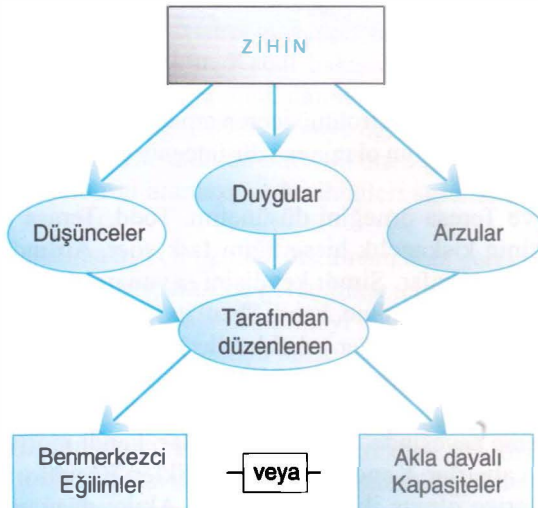 ZİHİN
Duygular
Düşünceler
Arzular
Tarafından
düzenlenen
Benmerkezci
Eğilimler
veya
Akla dayalı
Kapasiteler